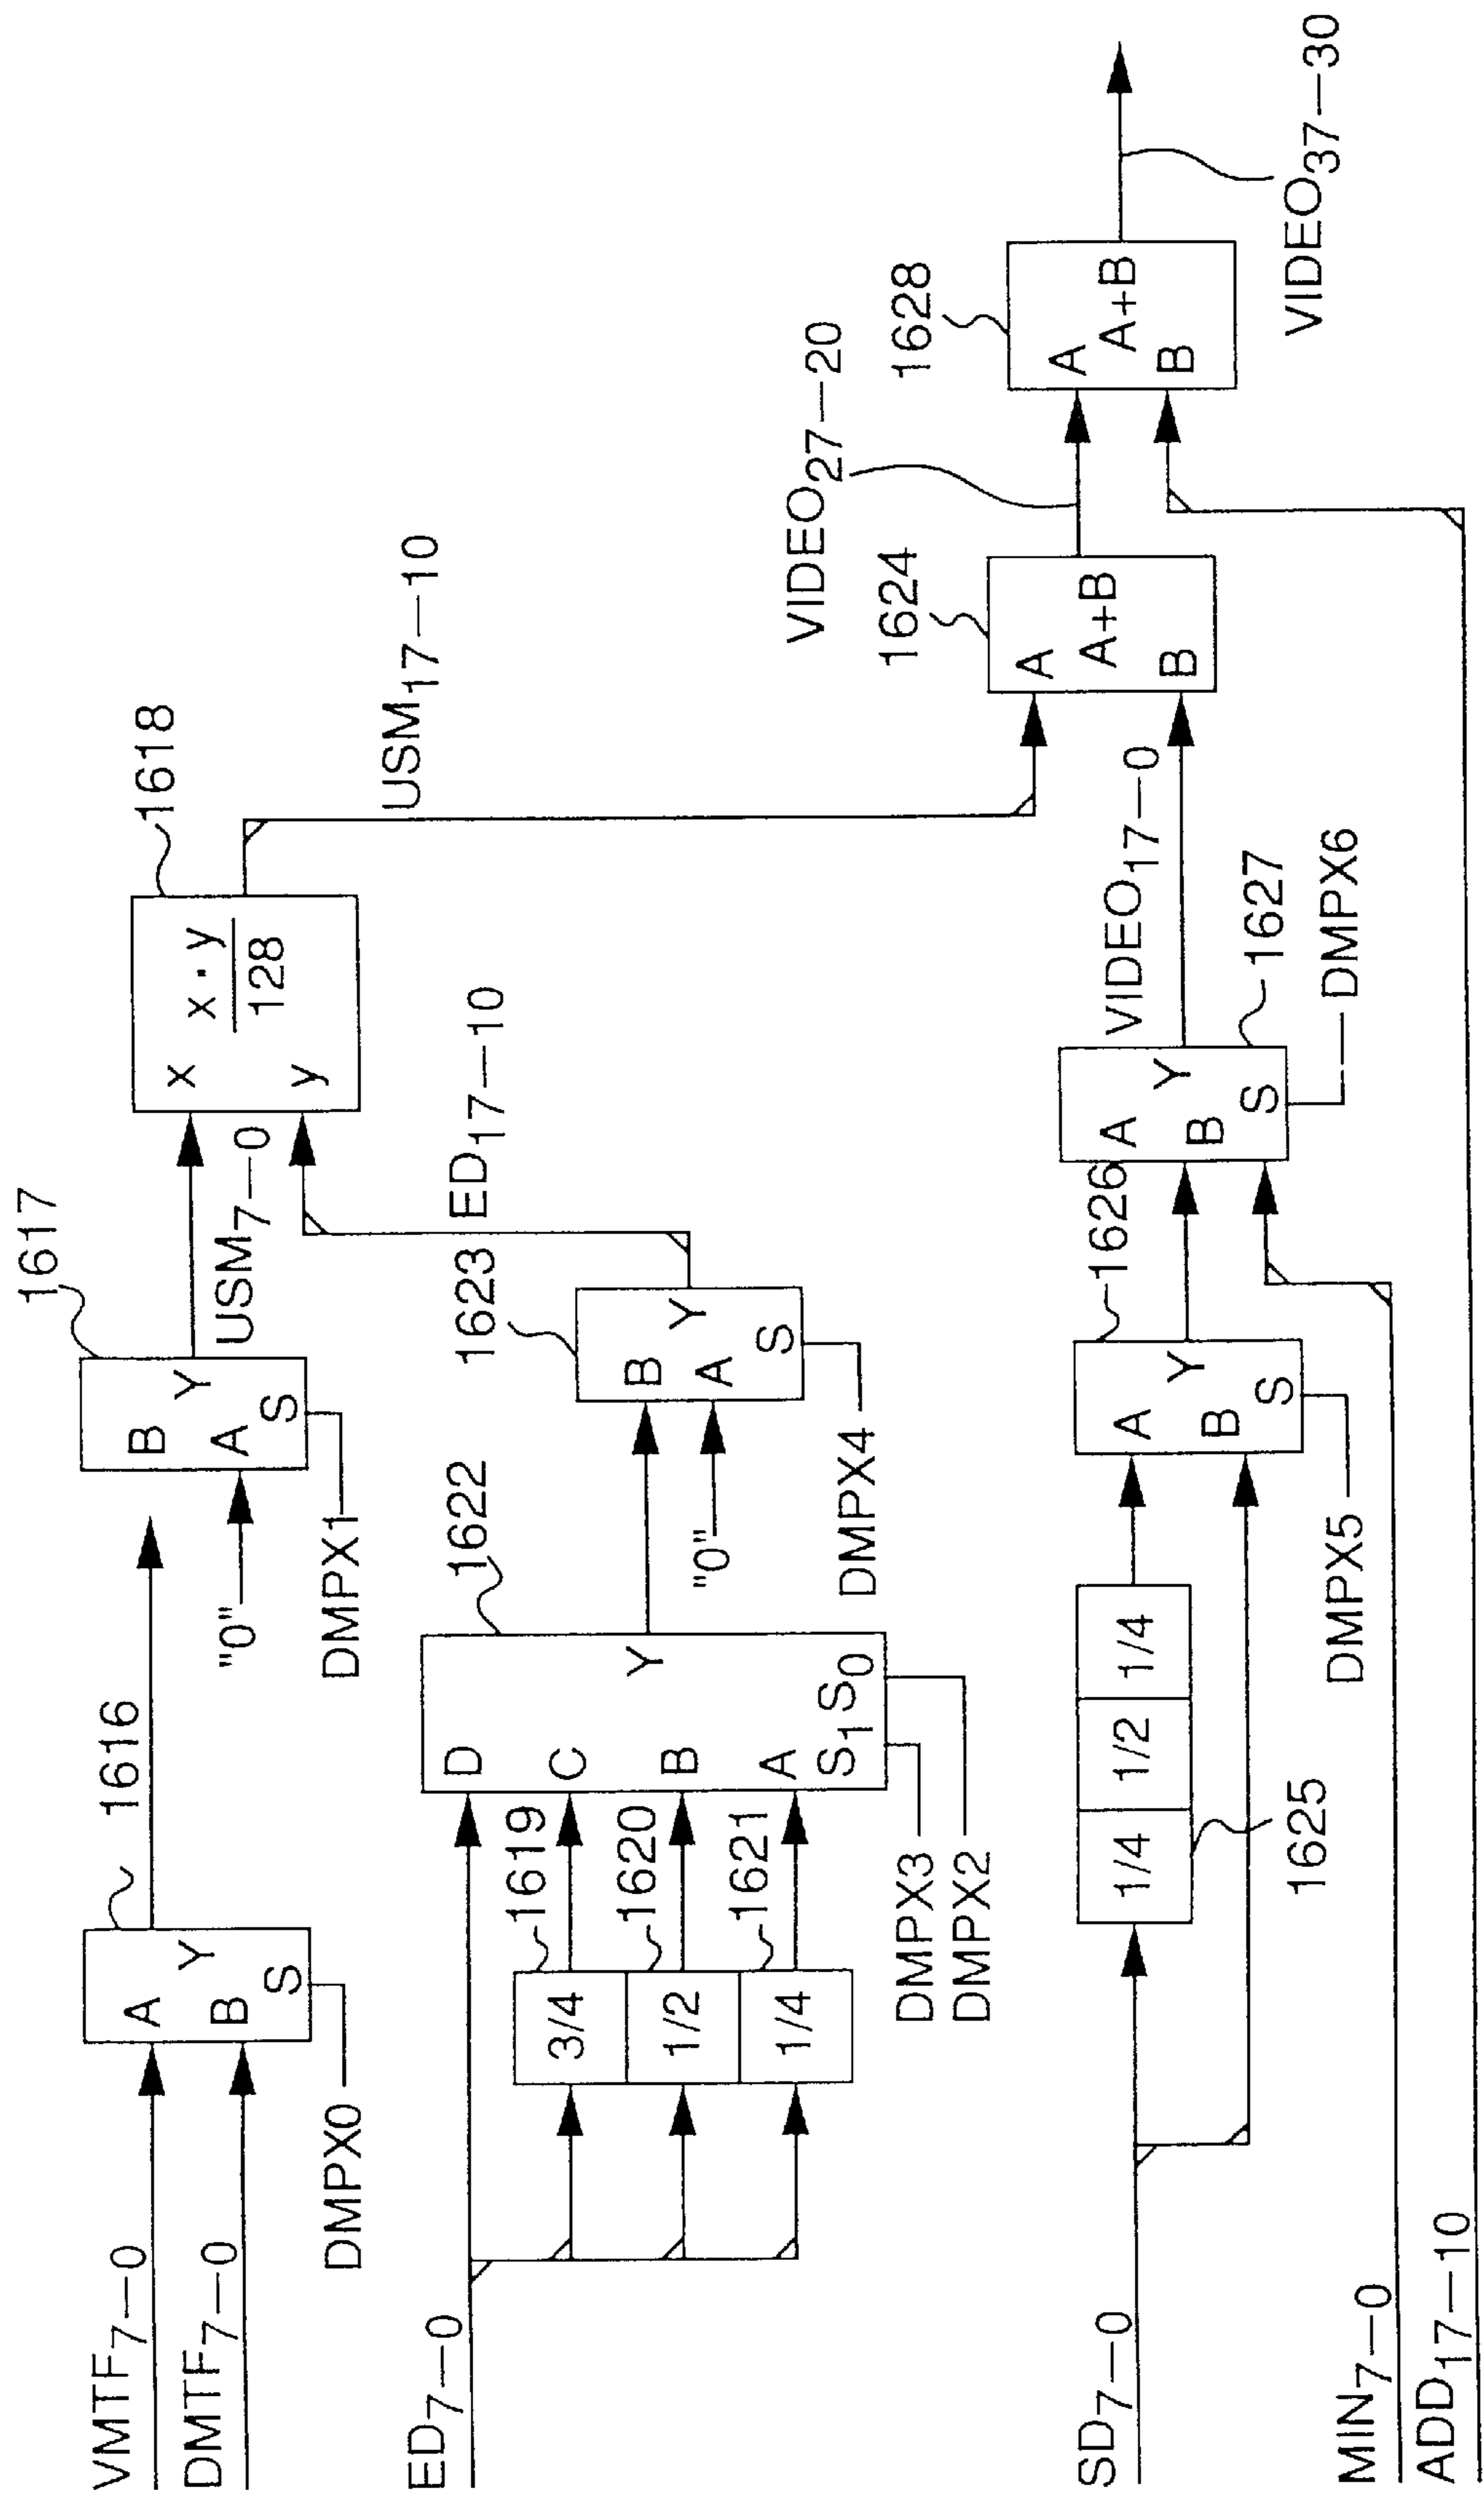 VMTF7—0
DMTF7—0
A
B
Y
S
1616
DMPX0
B
A
Y
S
1617
"0"
DMPX1
USM7—0
x
y
x·y
128
1618
USM17—10
ED7—0
3/4
1/2
1/4
1619
1620
1621
D
C
B
A
Y
S1 S0
1622
DMPX3
DMPX2
B
A
Y
S
1623
"0"
DMPX4
ED17—10
SD7—0
1/4
1/2
1/4
1625
A
B
Y
S
1626
DMPX5
A
B
Y
S
1627
DMPX6
VIDEO17—0
A
A+B
B
1624
VIDEO27—20
A
A+B
B
1628
VIDEO37—30
MIN7—0
ADD17—10